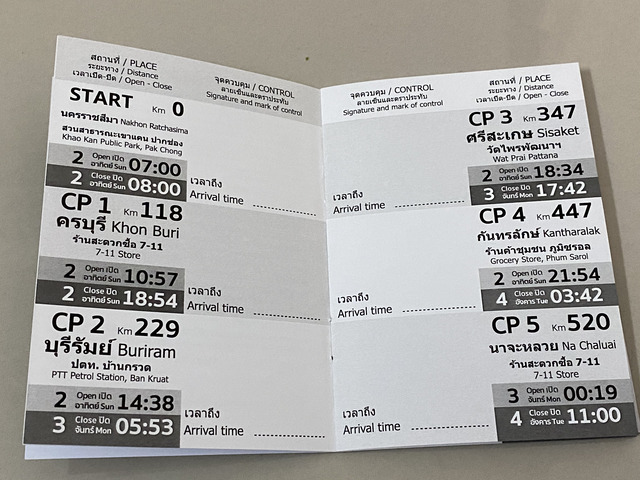 สถานที่ / PLACE
ระยะทาง / Distance
เวลาเปิด-ปิด / Open - Close
จุดควบคุม / CONTROL
ลายเซ็นและตราประทับ
Signature and mark of control
START Km 0
นครราชสีมา Nakhon Ratchasima
สวนสาธารณะเขาแคน ปากช่อง
Khao Kan Public Park, Pak Chong
2 Open เปิด อาทิตย์ Sun 07:00
2 Close ปิด อาทิตย์ Sun 08:00
เวลาถึง
Arrival time
CP 1 Km 118
ครบุรี Khon Buri
ร้านสะดวกซื้อ 7-11
7-11 Store
2 Open เปิด อาทิตย์ Sun 10:57
2 Close ปิด อาทิตย์ Sun 18:54
เวลาถึง
Arrival time
CP 2 Km 229
บุรีรัมย์ Buriram
ปตท. บ้านกรวด
PTT Petrol Station, Ban Kruat
2 Open เปิด อาทิตย์ Sun 14:38
3 Close ปิด จันทร์ Mon 05:53
เวลาถึง
Arrival time
จุดควบคุม / CONTROL
ลายเซ็นและตราประทับ
Signature and mark of control
สถานที่ / PLACE
ระยะทาง / Distance
เวลาเปิด-ปิด / Open - Close
CP 3 Km 347
ศรีสะเกษ Sisaket
วัดไพรพัฒนาฯ
Wat Prai Pattana
2 Open เปิด อาทิตย์ Sun 18:34
3 Close ปิด จันทร์ Mon 17:42
เวลาถึง
Arrival time
CP 4 Km 447
กันทรลักษ์ Kantharalak
ร้านค้าชุมชน ภูมิซรอล
Grocery Store, Phum Sarol
2 Open เปิด อาทิตย์ Sun 21:54
4 Close ปิด อังคาร Tue 03:42
เวลาถึง
Arrival time
CP 5 Km 520
นาจะหลวย Na Chaluai
ร้านสะดวกซื้อ 7-11
7-11 Store
3 Open เปิด จันทร์ Mon 00:19
4 Close ปิด อังคาร Tue 11:00
เวลาถึง
Arrival time